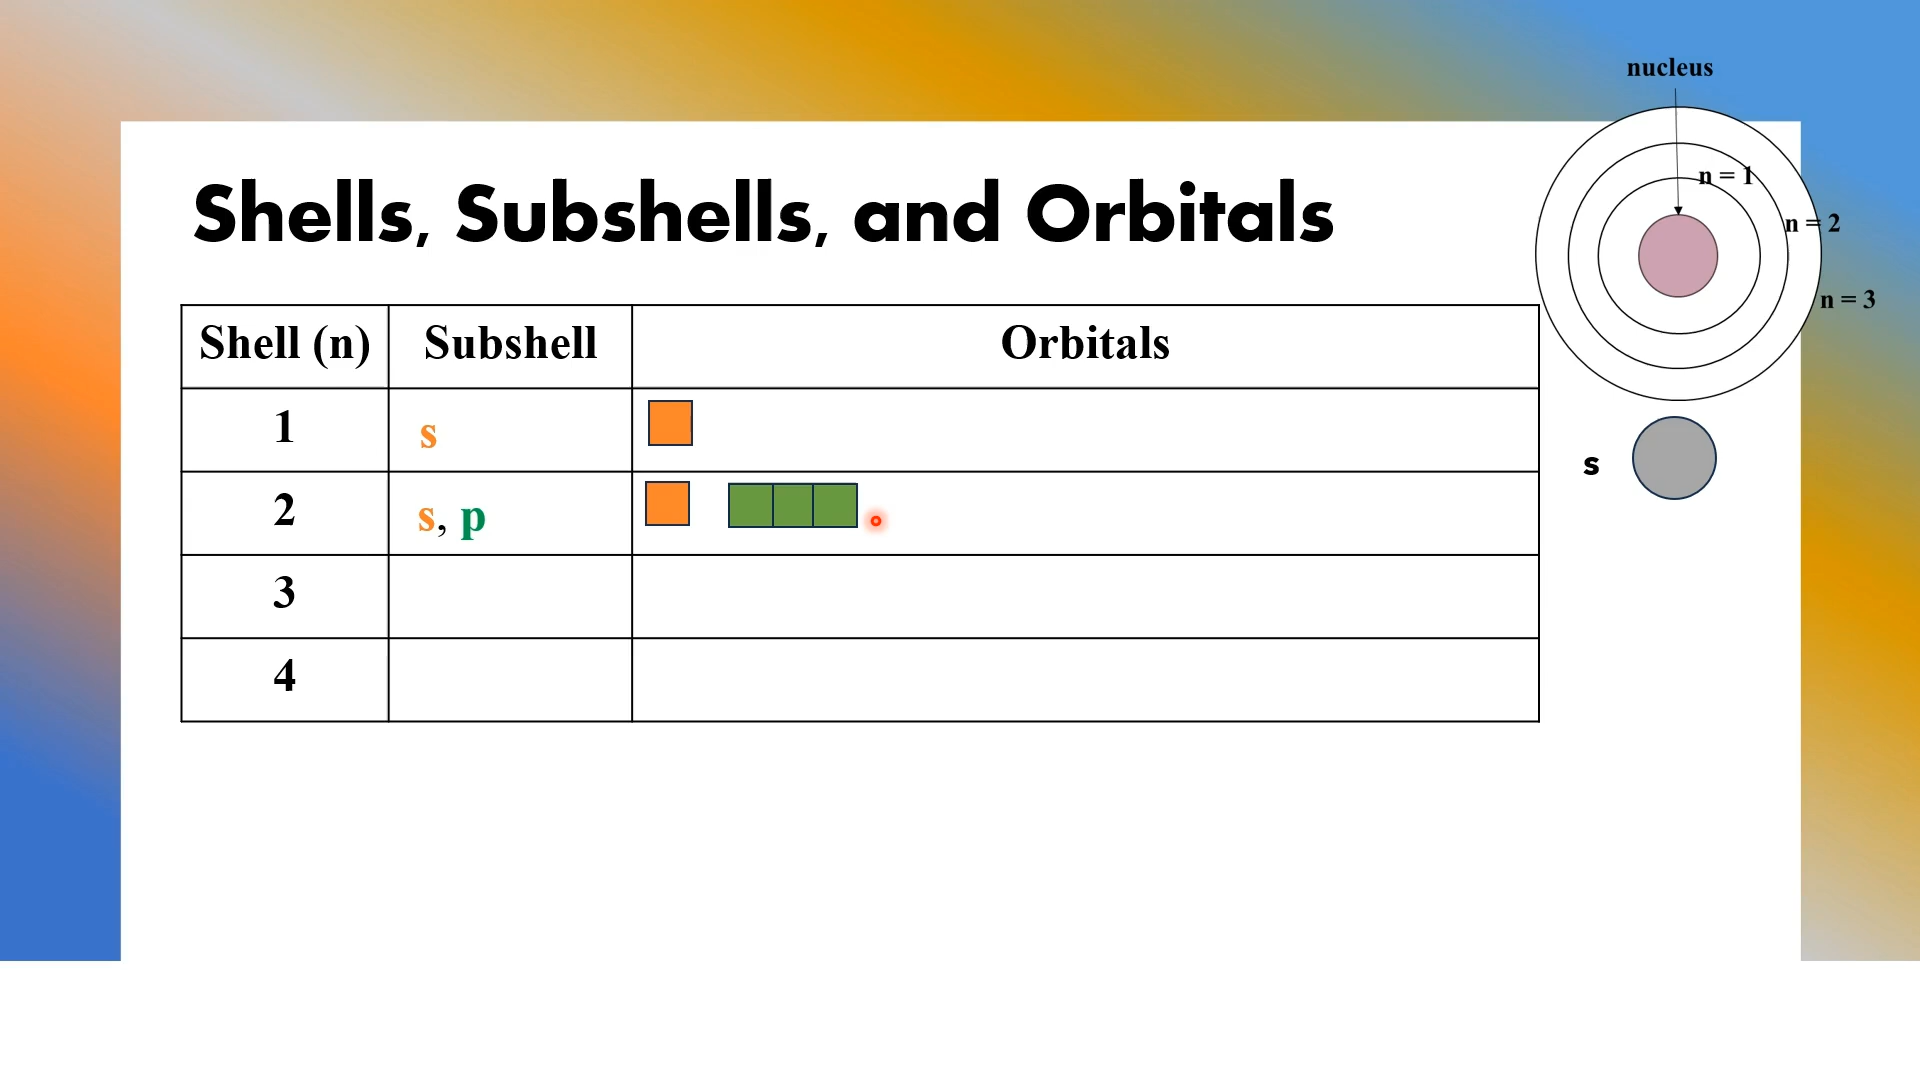 nucleus
n = 1
n = 2
n = 3
Shells, Subshells, and Orbitals
Shell (n) Subshell Orbitals
1 s
2 s, p
3
4
s